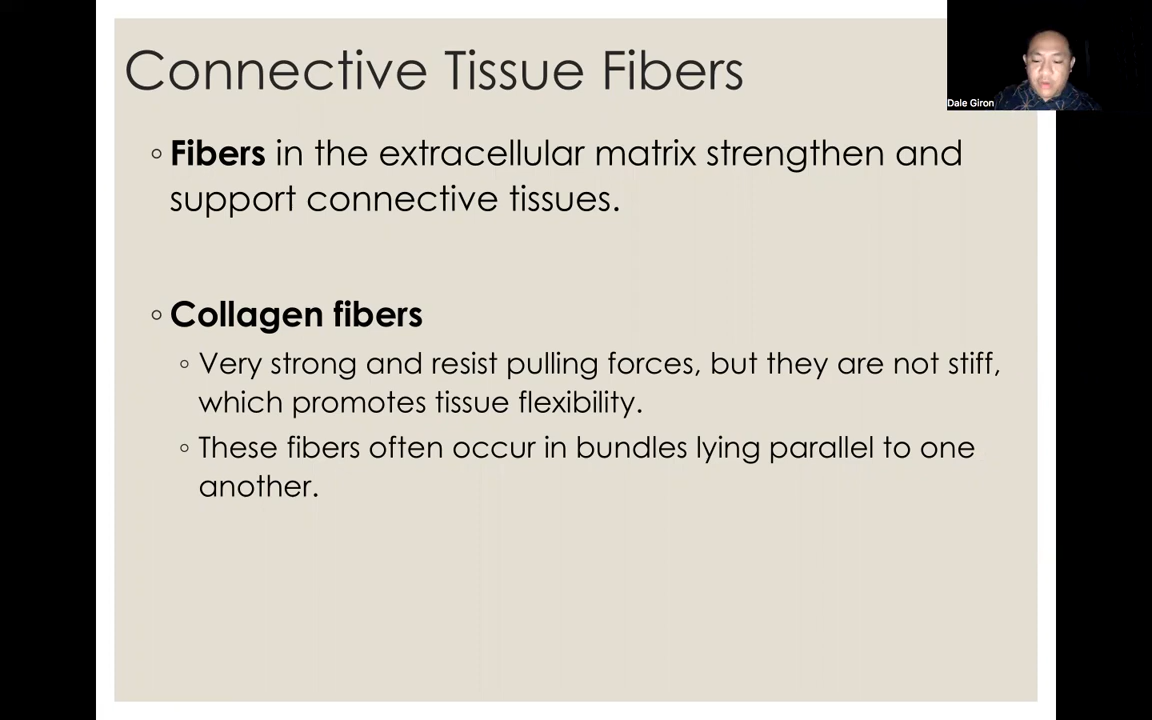 Connective Tissue Fibers
Dale Giron
◦ Fibers in the extracellular matrix strengthen and
support connective tissues.
◦ Collagen fibers
◦ Very strong and resist pulling forces, but they are not stiff,
which promotes tissue flexibility.
◦ These fibers often occur in bundles lying parallel to one
another.